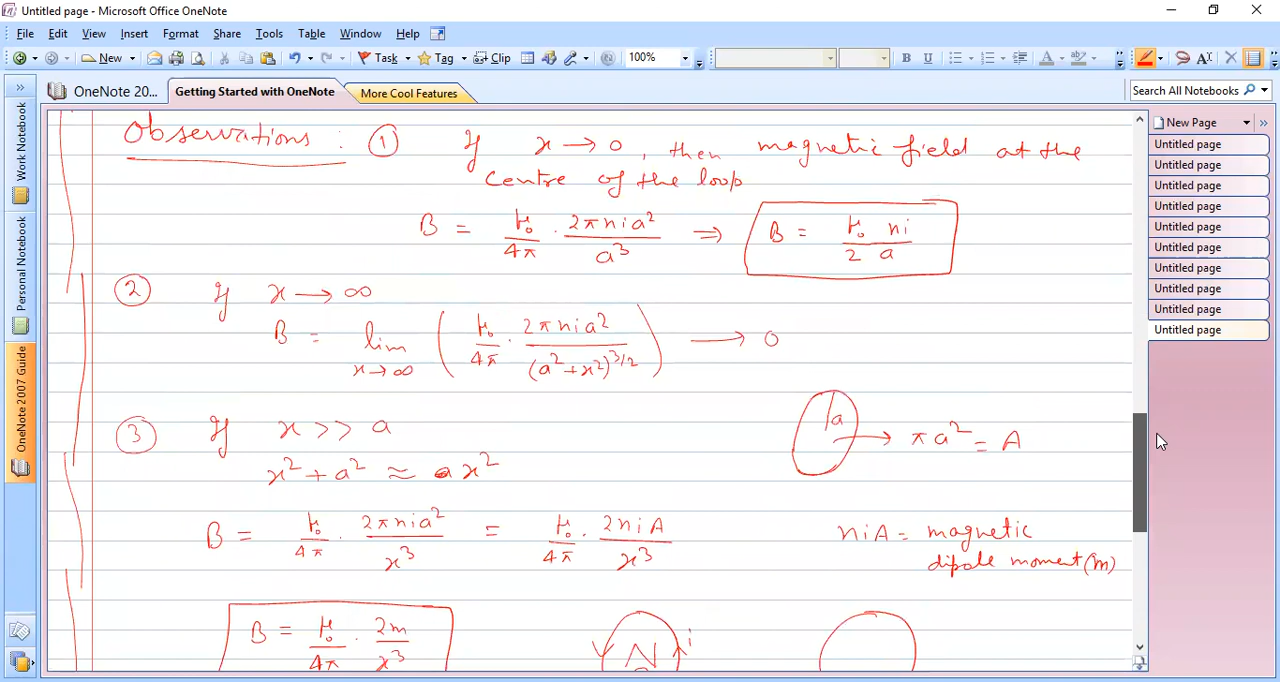 Untitled page - Microsoft Office OneNote
File Edit View Insert Format Share Tools Table Window Help
New Task Tag Clip 100% B U A
OneNote 20... Getting Started with OneNote More Cool Features Search All Notebooks
Work Notebook
Personal Notebook
OneNote 2007 Guide
New Page
Untitled page
Untitled page
Untitled page
Untitled page
Untitled page
Untitled page
Untitled page
Untitled page
Untitled page
Untitled page
Observations : ① If x → 0, then magnetic field at the
centre of the loop
B = μ₀/4π · 2πnia²/a³ ⇒ B = μ₀/2 ni/a
② If x → ∞
B = lim x→∞ ( μ₀/4π · 2πnia²/(a²+x²)^3/2 ) → 0
③ If x >> a
x² + a² ≈ x²
a → πa² = A
B = μ₀/4π · 2πnia²/x³ = μ₀/4π · 2niA/x³
niA = magnetic
dipole moment (m)
B = μ₀/4π · 2m/x³
N i